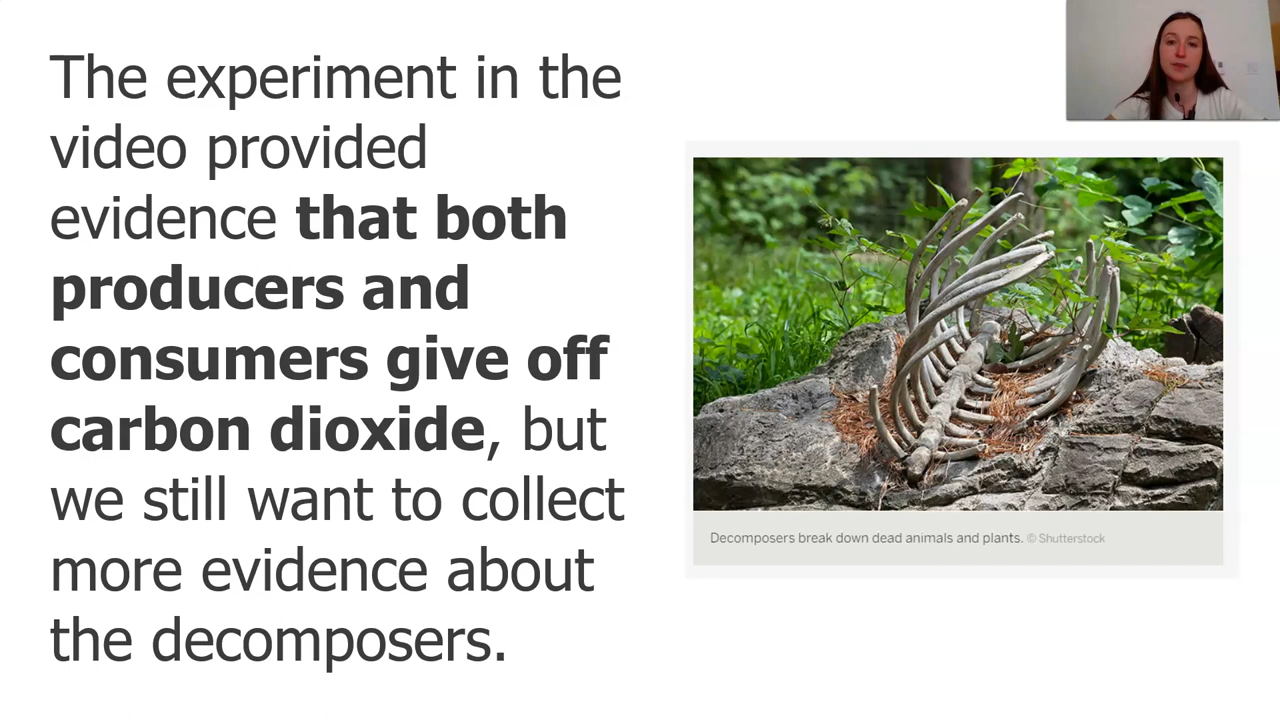 The experiment in the
video provided
evidence that both
producers and
consumers give off
carbon dioxide, but
we still want to collect
more evidence about
the decomposers.
Decomposers break down dead animals and plants. © Shutterstock